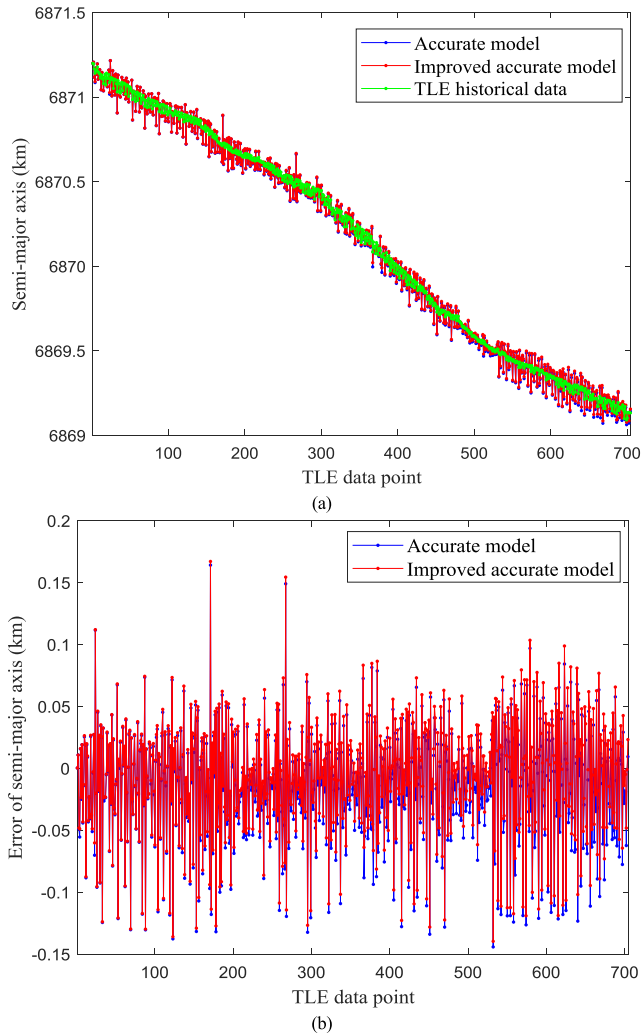 6871.5
Accurate model
Improved accurate model
TLE historical data
6871
6870.5
Semi-major axis (km)
6870
6869.5
6869
100 200 300 400 500 600 700
TLE data point
(a)
0.2
Accurate model
Improved accurate model
0.15
0.1
0.05
Error of semi-major axis (km)
0
-0.05
-0.1
-0.15
100 200 300 400 500 600 700
TLE data point
(b)